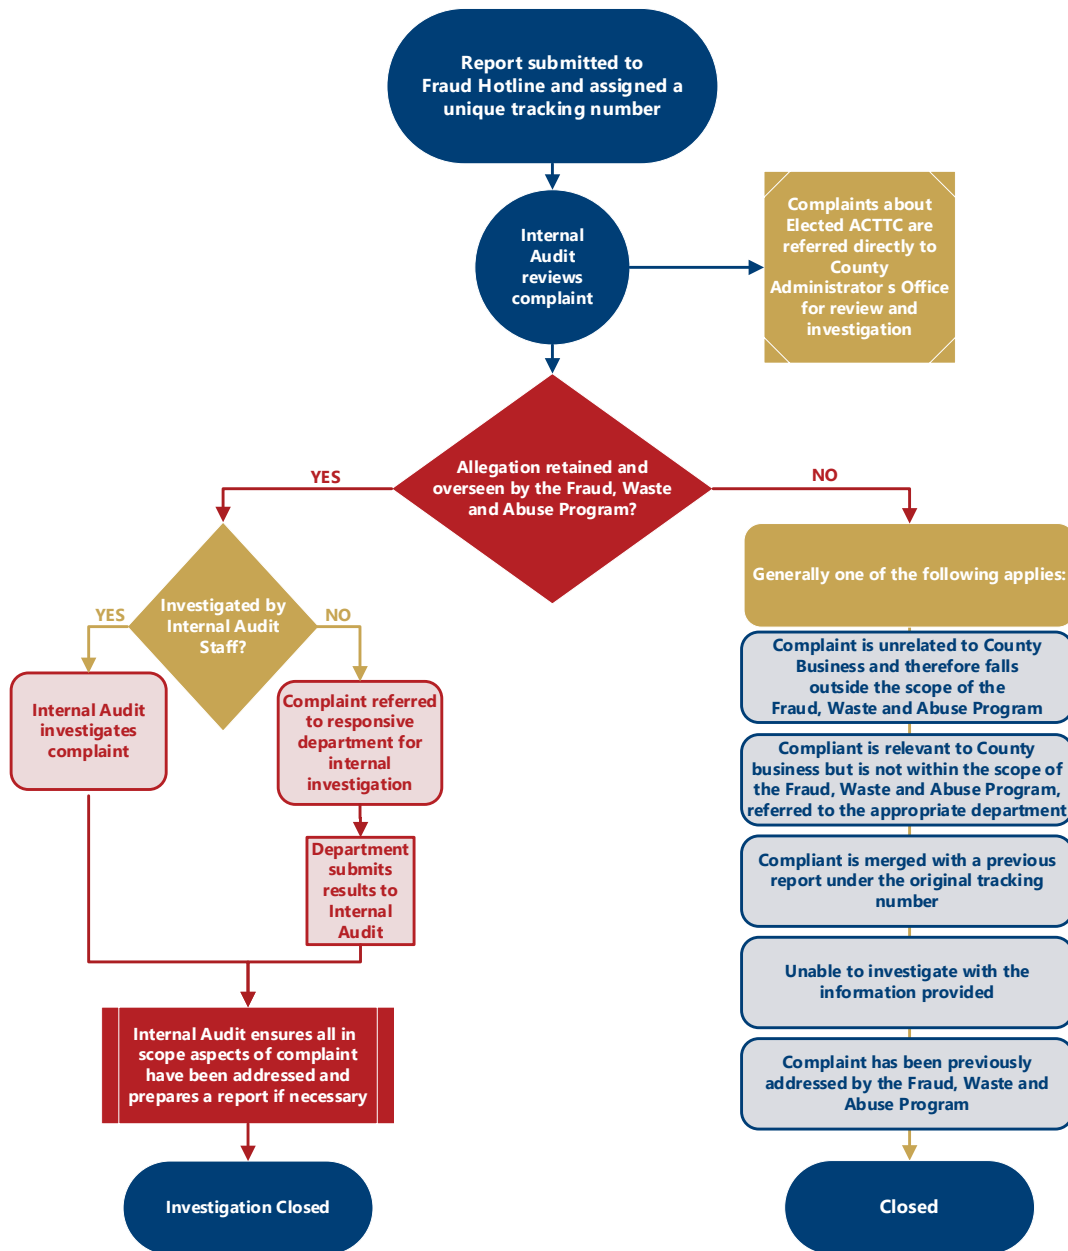 Report submitted to
Fraud Hotline and assigned a
unique tracking number
Internal
Audit
reviews
complaint
Complaints about
Elected ACTTC are
referred directly to
County
Administrator s Office
for review and
investigation
Allegation retained and
overseen by the Fraud, Waste
and Abuse Program?
YES
NO
Investigated by
Internal Audit
Staff?
YES
NO
Internal Audit
investigates
complaint
Complaint referred
to responsive
department for
internal
investigation
Department
submits
results to
Internal
Audit
Internal Audit ensures all in
scope aspects of complaint
have been addressed and
prepares a report if necessary
Investigation Closed
Generally one of the following applies:
Complaint is unrelated to County
Business and therefore falls
outside the scope of the
Fraud, Waste and Abuse Program
Compliant is relevant to County
business but is not within the scope of
the Fraud, Waste and Abuse Program,
referred to the appropriate department
Compliant is merged with a previous
report under the original tracking
number
Unable to investigate with the
information provided
Complaint has been previously
addressed by the Fraud, Waste and
Abuse Program
Closed